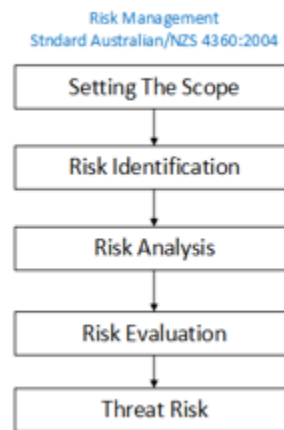 Risk Management
Stndard Australian/NZS 4360:2004
Setting The Scope
Risk Identification
Risk Analysis
Risk Evaluation
Threat Risk